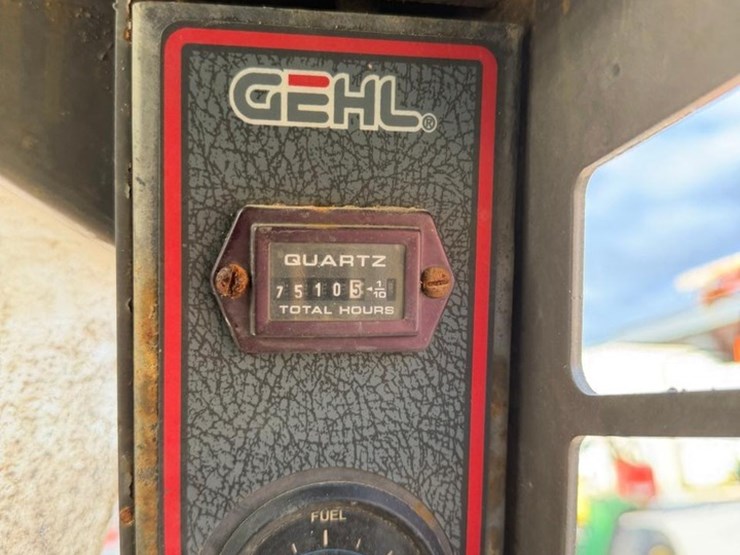 GEHL®
QUARTZ
75105 ◄1/10
TOTAL HOURS
FUEL